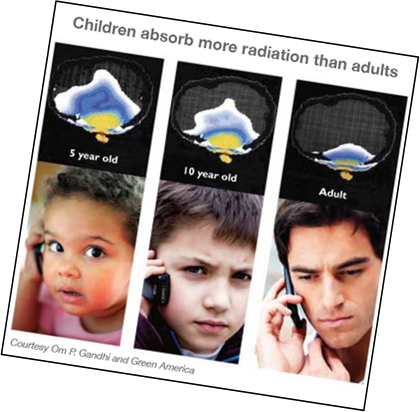 Children absorb more radiation than adults
5 year old
10 year old
Adult
Courtesy Om P. Gandhi and Green America